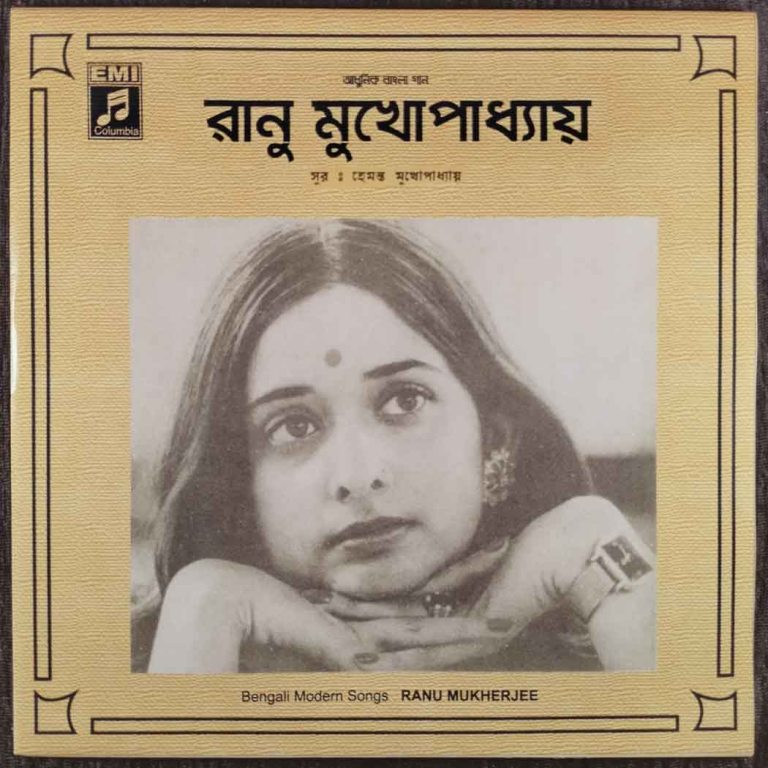 EMI
Columbia
আধুনিক বাংলা গান
রানু মুখোপাধ্যায়
সুর ঃ হেমন্ত মুখোপাধ্যায়
Bengali Modern Songs RANU MUKHERJEE